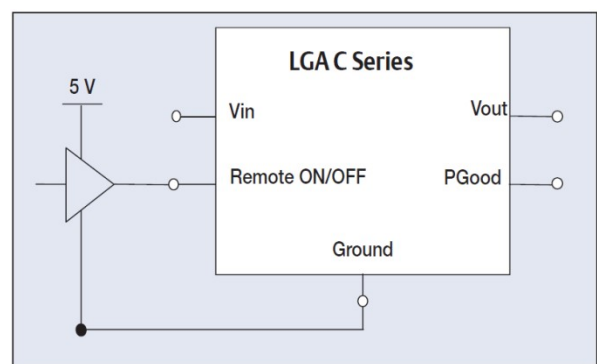 LGA C Series
5 V
Vin
Vout
Remote ON/OFF
PGood
Ground